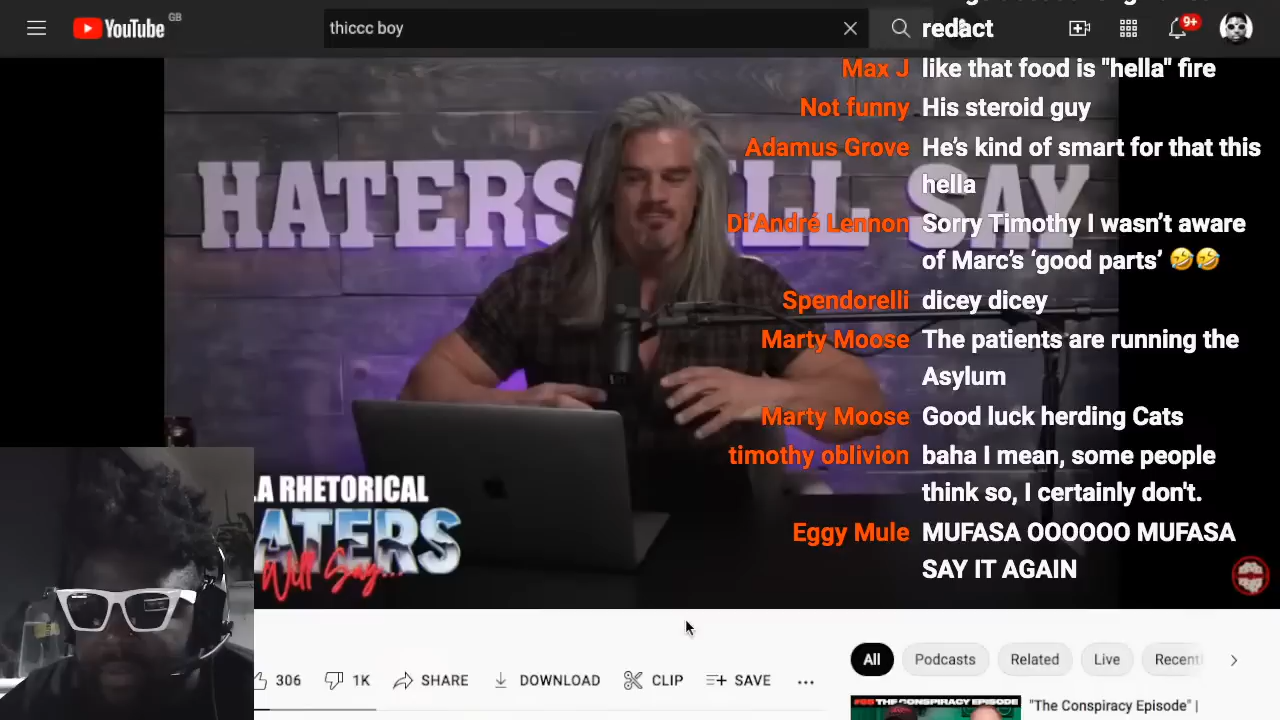 YouTube GB
thiccc boy
9+
redact
Max J like that food is "hella" fire
Not funny His steroid guy
Adamus Grove He's kind of smart for that this
hella
Di'André Lennon Sorry Timothy I wasn't aware
of Marc's ‘good parts’ 🤣🤣
Spendorelli dicey dicey
Marty Moose The patients are running the
Asylum
Marty Moose Good luck herding Cats
timothy oblivion baha I mean, some people
think so, I certainly don't.
Eggy Mule MUFASA OOOOOO MUFASA
SAY IT AGAIN
HATERS SAY
RHETORICAL
ATERS
Will Say...
306 1K SHARE DOWNLOAD CLIP SAVE ...
All Podcasts Related Live Recent
THE CONSPIRACY EPISODE
"The Conspiracy Episode" |